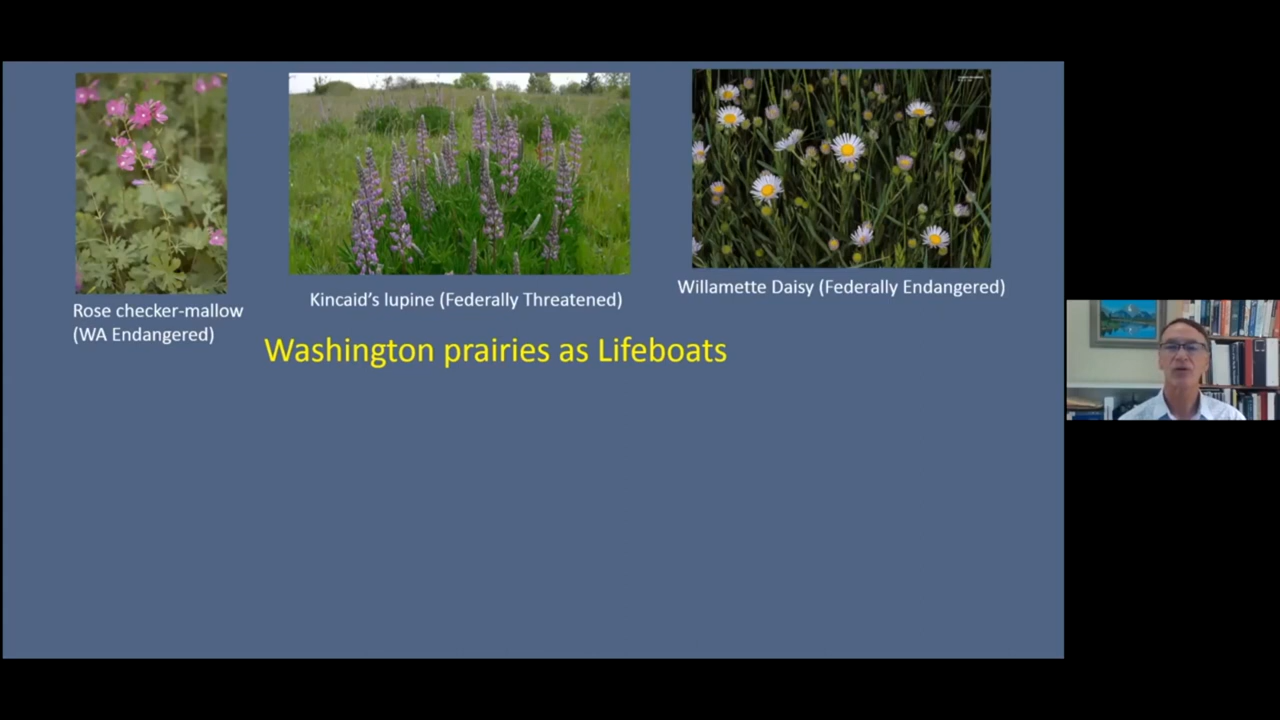 Rose checker-mallow
(WA Endangered)
Kincaid's lupine (Federally Threatened)
Willamette Daisy (Federally Endangered)
Washington prairies as Lifeboats